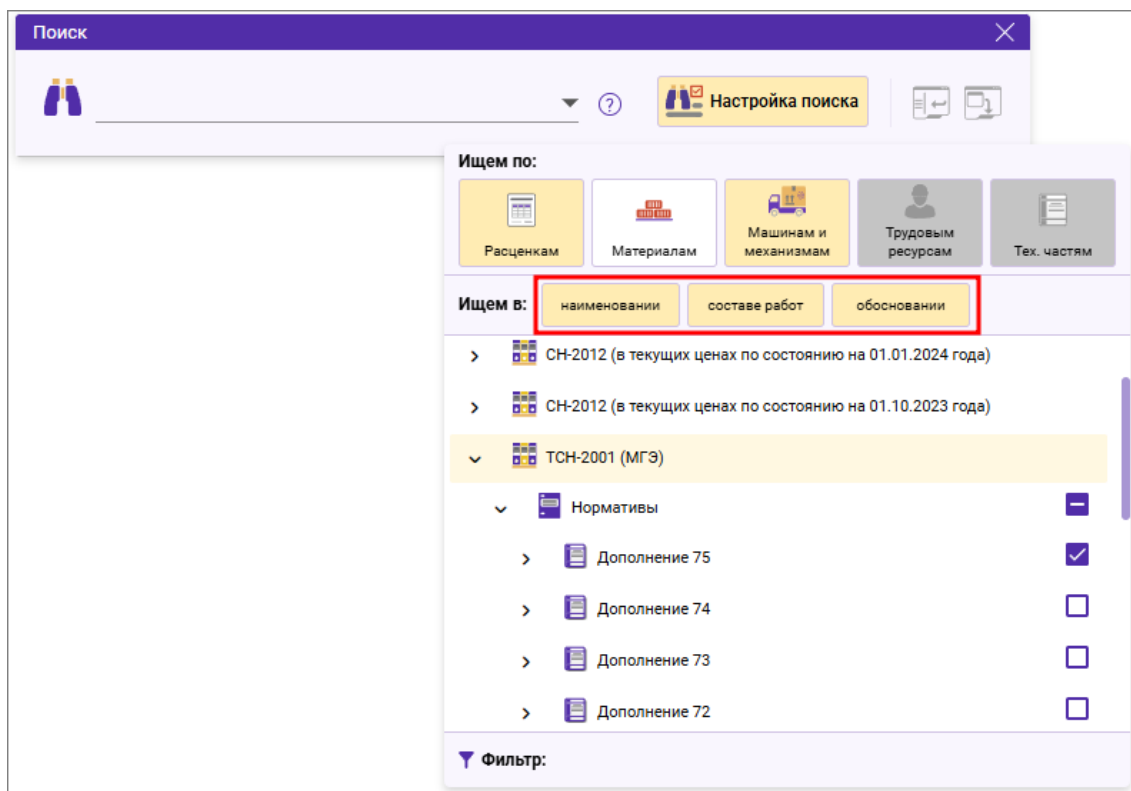 Поиск
Настройка поиска
Ищем по:
Расценкам
Материалам
Машинам и
механизмам
Трудовым
ресурсам
Тех. частям
Ищем в:
наименовании
составе работ
обосновании
СН-2012 (в текущих ценах по состоянию на 01.01.2024 года)
СН-2012 (в текущих ценах по состоянию на 01.10.2023 года)
ТСН-2001 (МГЭ)
Нормативы
Дополнение 75
Дополнение 74
Дополнение 73
Дополнение 72
Фильтр: